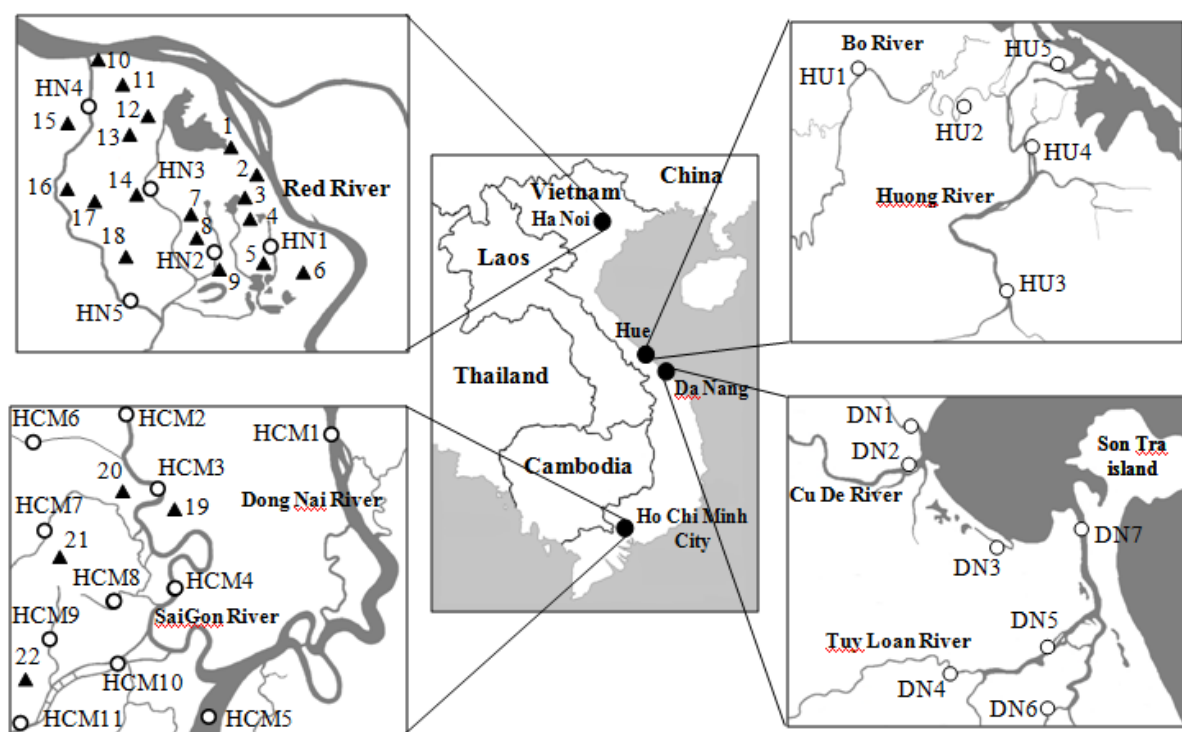 10
11
HN4
12
15
13
1
HN3
2
Red River
16
14
7
3
17
8
4
HN1
18
HN2
5
6
9
HN5
Bo River
HU5
HU1
HU2
HU4
Huong River
HU3
Vietnam
China
Ha Noi
Laos
Hue
Thailand
Da Nang
Cambodia
Ho Chi Minh
City
HCM6
HCM2
HCM1
HCM3
20
Dong Nai River
19
HCM7
21
HCM8
HCM4
HCM9
SaiGon River
22
HCM10
HCM11
HCM5
DN1
Son Tra
island
DN2
Cu De River
DN7
DN3
DN5
Tuy Loan River
DN4
DN6